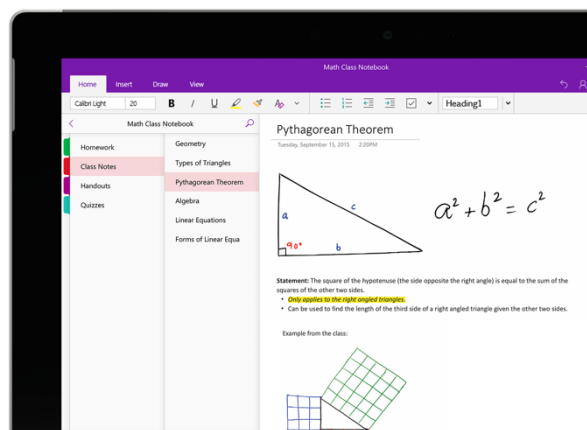 Math Class Notebook
Home Insert Draw View
Calibri Light 20 B I U A Heading1
Math Class Notebook
Homework
Class Notes
Handouts
Quizzes
Geometry
Types of Triangles
Pythagorean Theorem
Algebra
Linear Equations
Forms of Linear Equa
Pythagorean Theorem
Tuesday, September 15, 2015 2:20PM
a
c
b
90°
a² + b² = c²
Statement: The square of the hypotenuse (the side opposite the right angle) is equal to the sum of the
squares of the other two sides.
• Only applies to the right angled triangles.
• Can be used to find the length of the third side of a right angled triangle given the other two sides.
Example from the class: